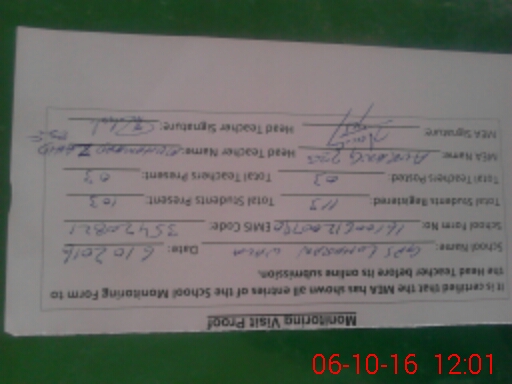 Monitoring Visit Proof
It is certified that the MEA has shown all entries of the School Monitoring Form to
the Head Teacher before its online submission.
School Name: GPS Date: 6 10 2016
School Form No: EMIS Code: 35420821
Total Students Registered: 113 Total Students Present: 103
Total Teachers Posted: 03 Total Teachers Present: 03
MEA Name: Head Teacher Name: Muhammad
MEA Signature: Head Teacher Signature:
06-10-16 12:01